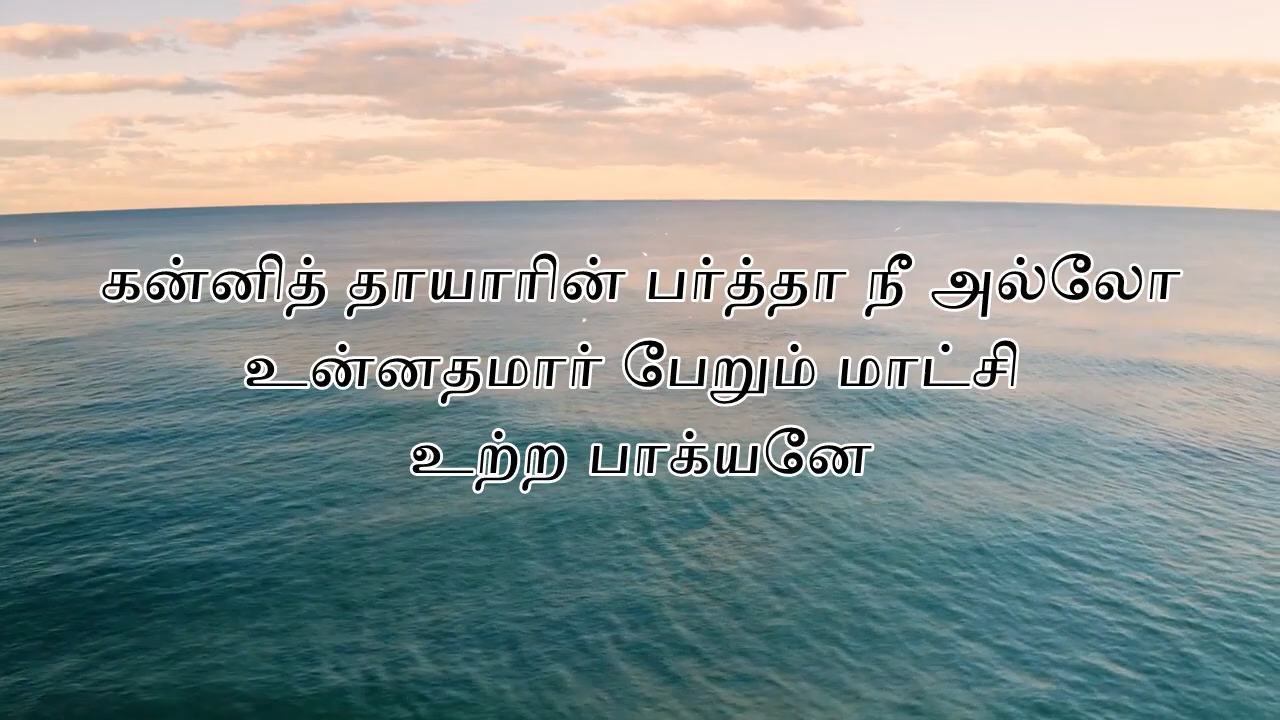 கன்னித் தாயாரின் பர்த்தா நீ அல்லோ
உன்னதமார் பேறும் மாட்சி
உற்ற பாக்யனே